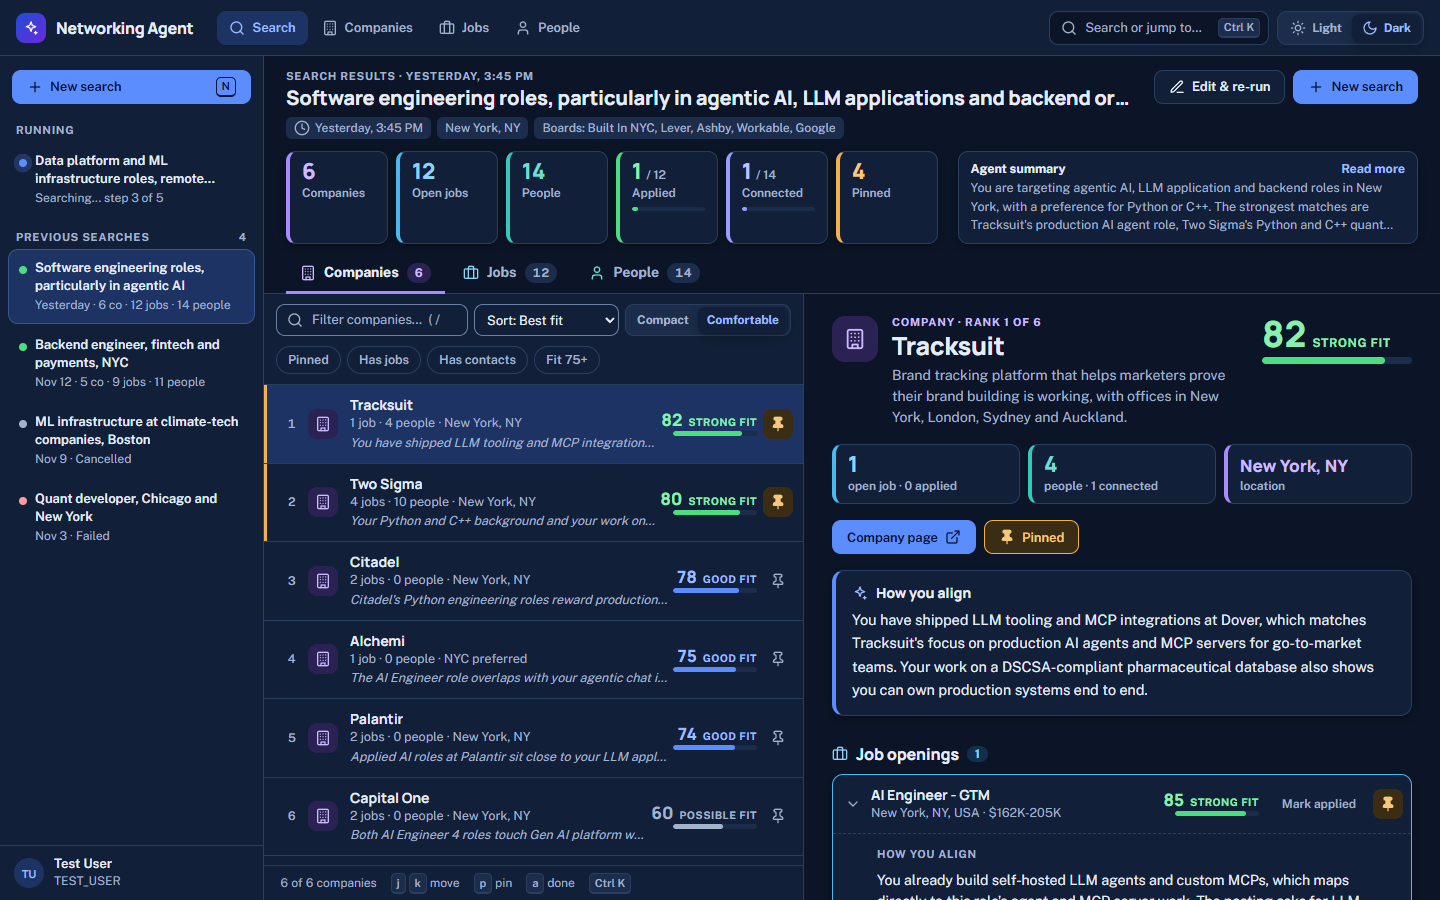 Networking Agent
Search
Companies
Jobs
People
Search or jump to...
Ctrl K
Light
Dark
New search
N
RUNNING
Data platform and ML
infrastructure roles, remote...
Searching... step 3 of 5
PREVIOUS SEARCHES
4
Software engineering roles,
particularly in agentic AI
Yesterday · 6 co · 12 jobs · 14 people
Backend engineer, fintech and
payments, NYC
Nov 12 · 5 co · 9 jobs · 11 people
ML infrastructure at climate-tech
companies, Boston
Nov 9 · Cancelled
Quant developer, Chicago and
New York
Nov 3 · Failed
TU
Test User
TEST_USER
SEARCH RESULTS · YESTERDAY, 3:45 PM
Software engineering roles, particularly in agentic AI, LLM applications and backend or...
Edit & re-run
New search
Yesterday, 3:45 PM
New York, NY
Boards: Built In NYC, Lever, Ashby, Workable, Google
6
Companies
12
Open jobs
14
People
1 / 12
Applied
1 / 14
Connected
4
Pinned
Agent summary
Read more
You are targeting agentic AI, LLM application and backend roles in New
York, with a preference for Python or C++. The strongest matches are
Tracksuit's production AI agent role, Two Sigma's Python and C++ quant...
Companies 6
Jobs 12
People 14
Filter companies... ( /
Sort: Best fit
Compact
Comfortable
Pinned
Has jobs
Has contacts
Fit 75+
1
Tracksuit
1 job · 4 people · New York, NY
You have shipped LLM tooling and MCP integration...
82 STRONG FIT
2
Two Sigma
4 jobs · 10 people · New York, NY
Your Python and C++ background and your work on...
80 STRONG FIT
3
Citadel
2 jobs · 0 people · New York, NY
Citadel's Python engineering roles reward production...
78 GOOD FIT
4
Alchemi
1 job · 0 people · NYC preferred
The AI Engineer role overlaps with your agentic chat i...
75 GOOD FIT
5
Palantir
2 jobs · 0 people · New York, NY
Applied AI roles at Palantir sit close to your LLM appl...
74 GOOD FIT
6
Capital One
2 jobs · 0 people · New York, NY
Both AI Engineer 4 roles touch Gen AI platform w...
60 POSSIBLE FIT
6 of 6 companies
j k move
p pin
a done
Ctrl K
COMPANY · RANK 1 OF 6
Tracksuit
Brand tracking platform that helps marketers prove
their brand building is working, with offices in New
York, London, Sydney and Auckland.
82 STRONG FIT
1
open job · 0 applied
4
people · 1 connected
New York, NY
location
Company page
Pinned
How you align
You have shipped LLM tooling and MCP integrations at Dover, which matches
Tracksuit's focus on production AI agents and MCP servers for go-to-market
teams. Your work on a DSCSA-compliant pharmaceutical database also shows
you can own production systems end to end.
Job openings 1
AI Engineer - GTM
New York, NY, USA · $162K-205K
85 STRONG FIT
Mark applied
HOW YOU ALIGN
You already build self-hosted LLM agents and custom MCPs, which maps
directly to this role's agent and MCP server work. The posting asks for LLM